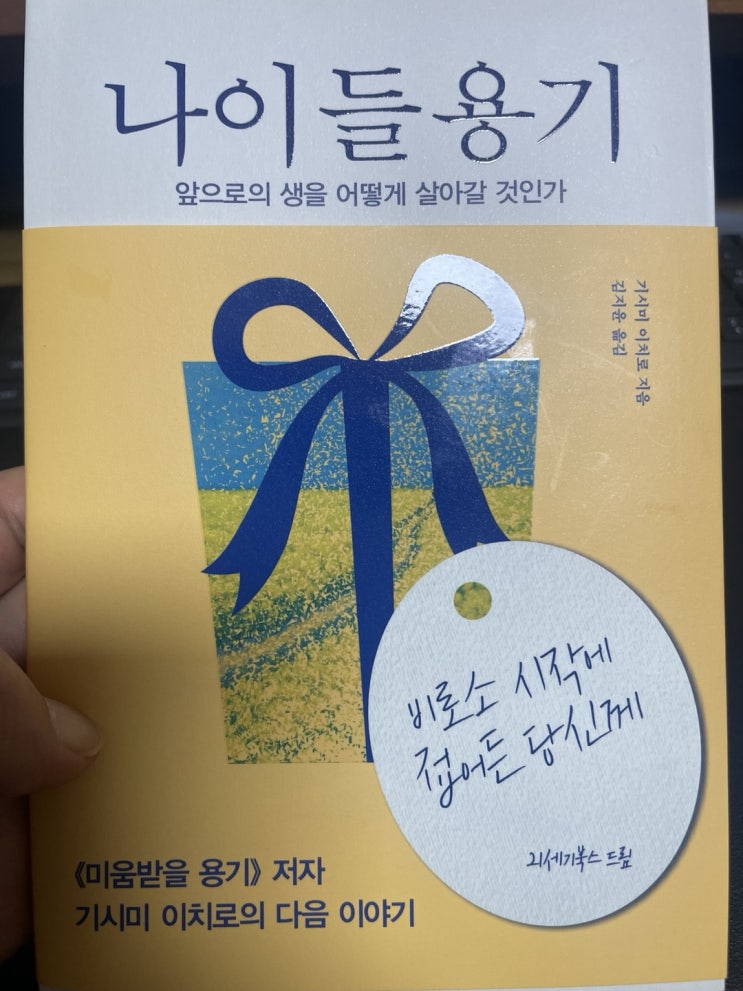 나이 들 용기
앞으로의 생을 어떻게 살아갈 것인가
기시미 이치로 지음
김지윤 옮김
비로소 시작에
접어든 당신께
21세기북스 드림
《미움받을 용기》 저자
기시미 이치로의 다음 이야기